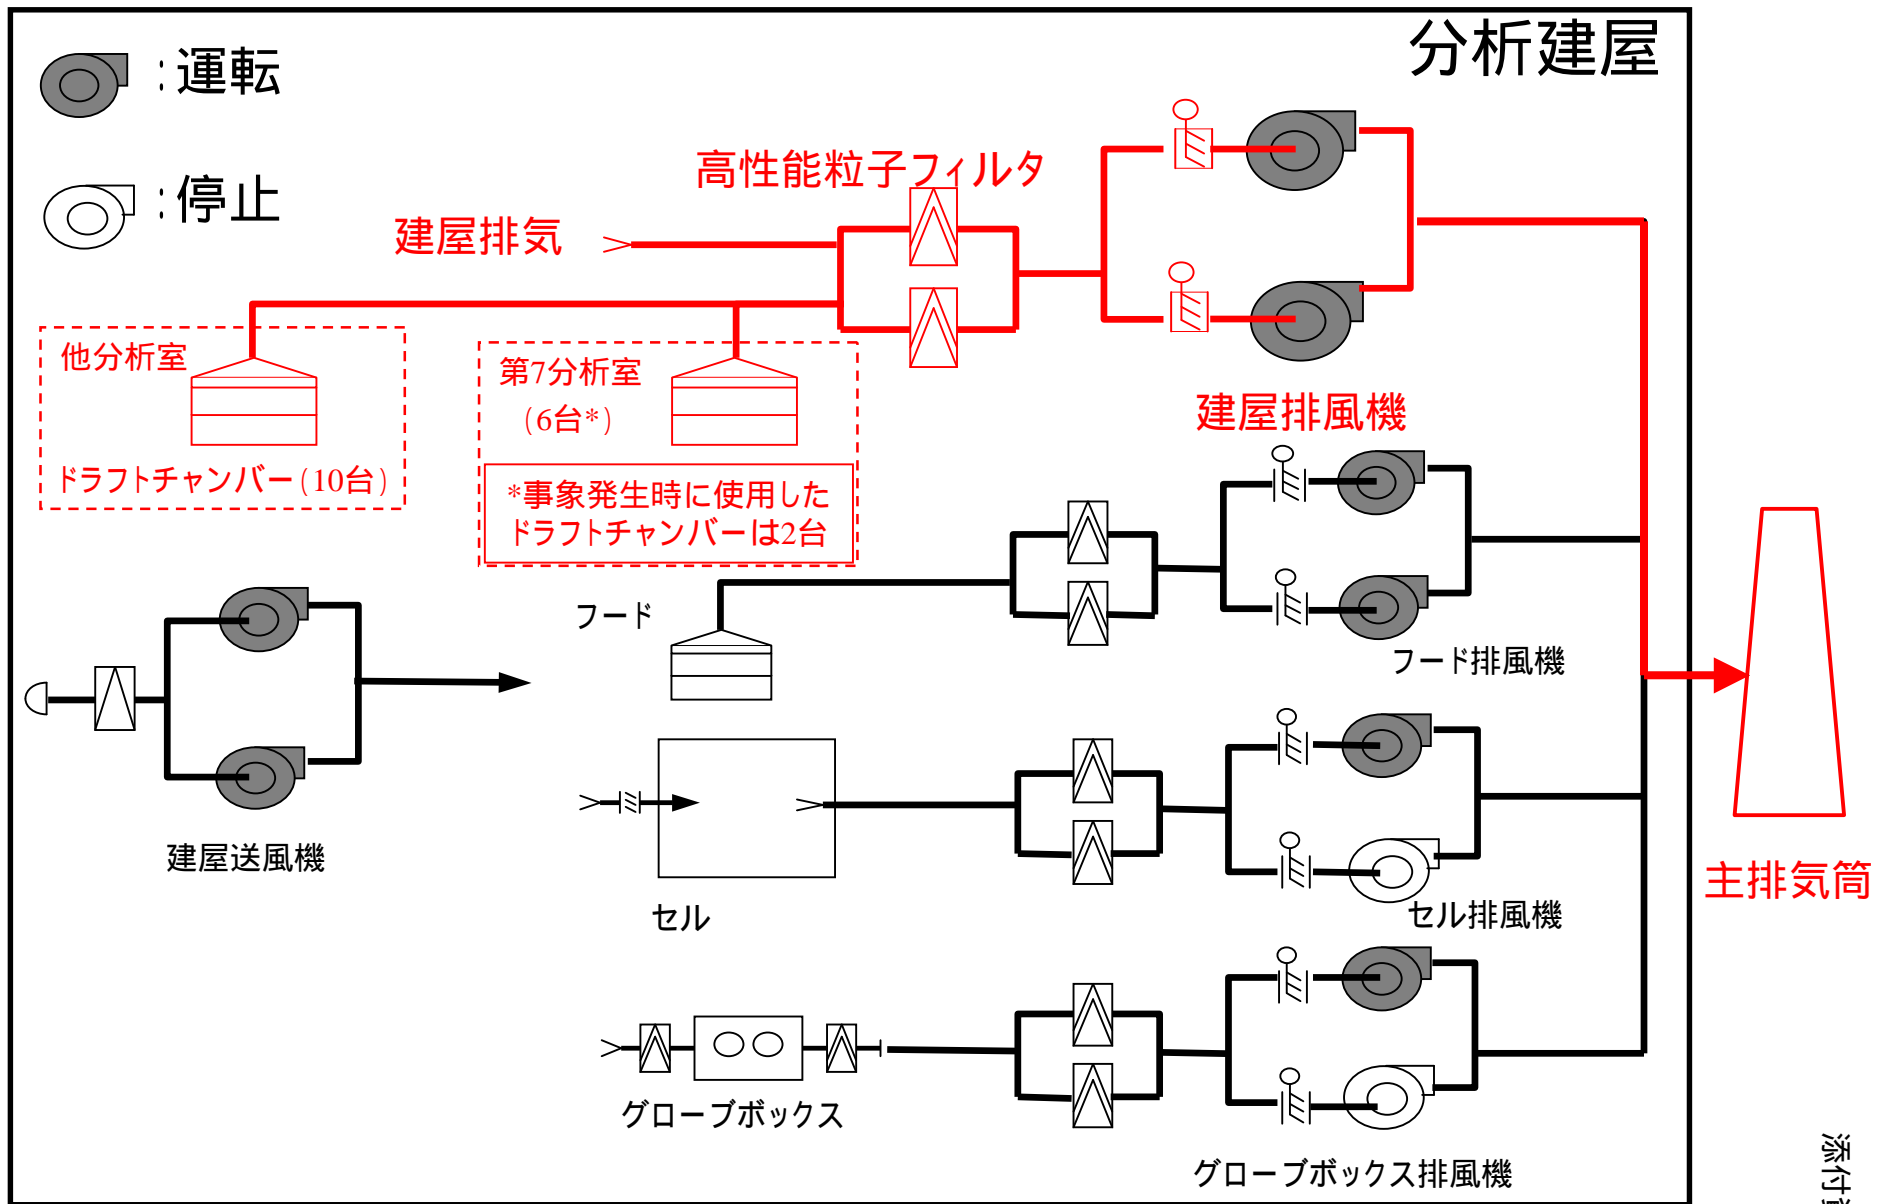 分析建屋
:運転
:停止
高性能粒子フィルタ
建屋排気
他分析室
ドラフトチャンバー(10台)
第7分析室
(6台*)
*事象発生時に使用した
ドラフトチャンバーは2台
建屋排風機
フード
フード排風機
建屋送風機
セル
セル排風機
主排気筒
グローブボックス
グローブボックス排風機
添付